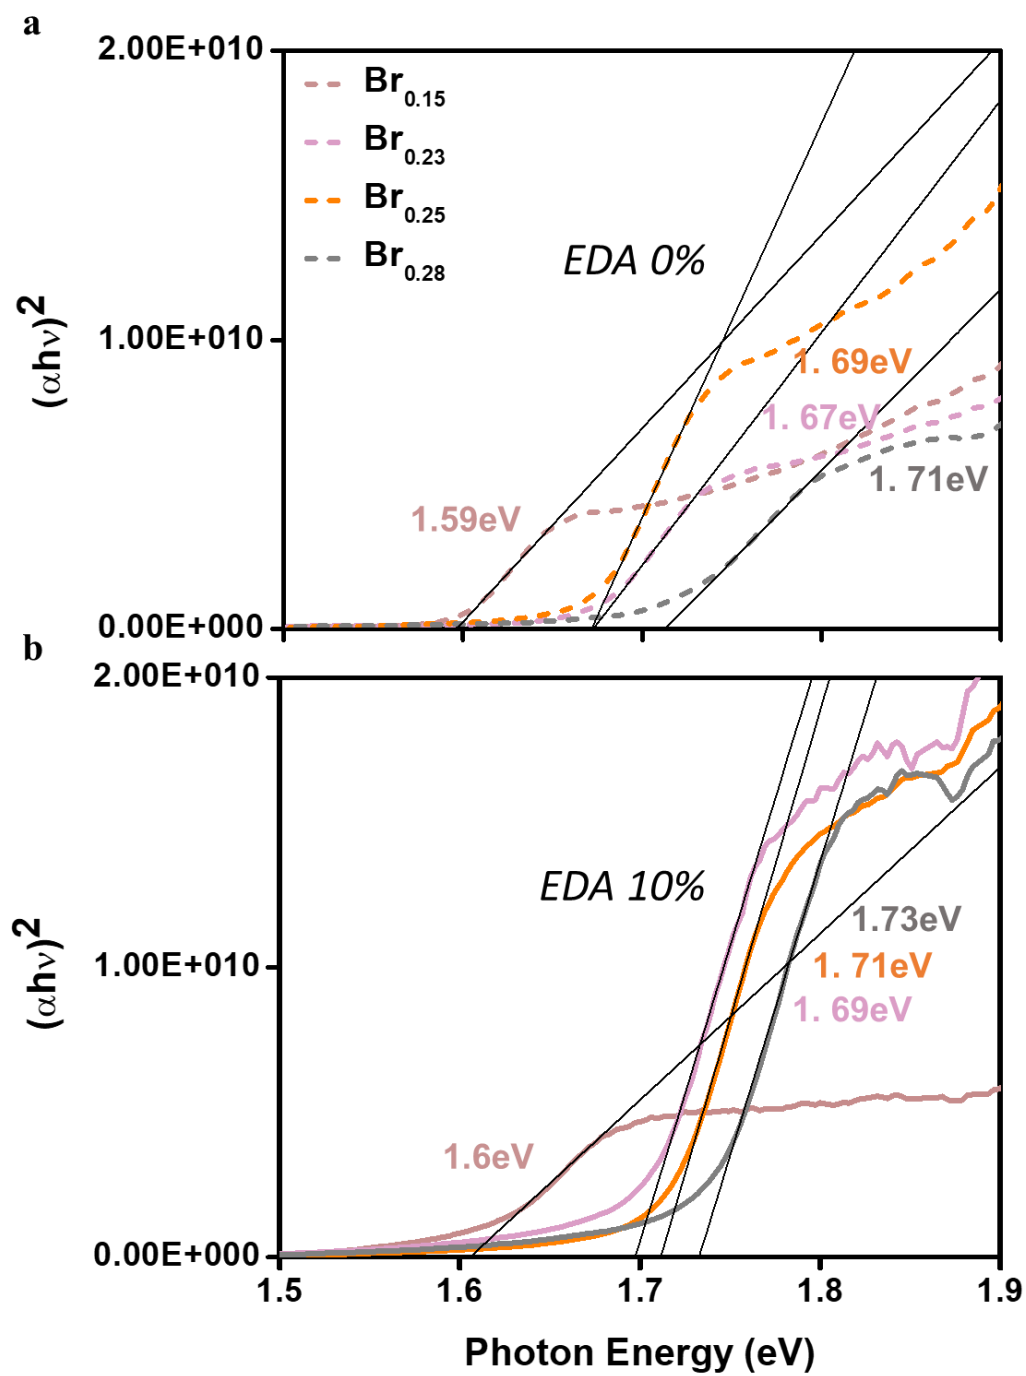 a
2.00E+010
Br0.15
Br0.23
Br0.25
Br0.28
EDA 0%
(αhν)2
1.00E+010
1. 69eV
1. 67eV
1. 71eV
1.59eV
0.00E+000
b
2.00E+010
EDA 10%
(αhν)2
1.73eV
1.00E+010
1. 71eV
1. 69eV
1.6eV
0.00E+000
1.5 1.6 1.7 1.8 1.9
Photon Energy (eV)